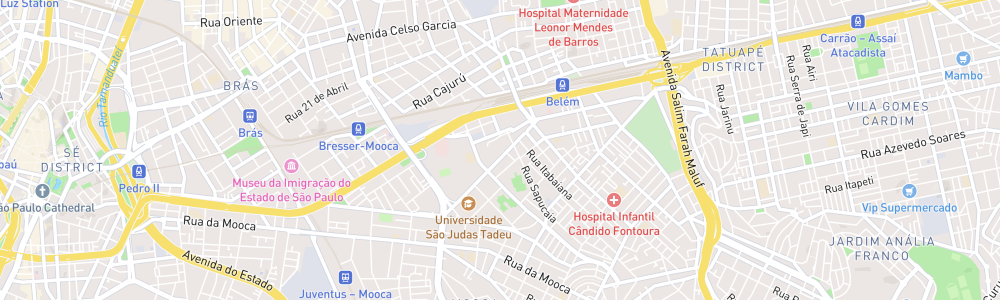 Luz Station
Rua Oriente
Avenida Celso Garcia
Hospital Maternidade
Leonor Mendes
de Barros
Carrão – Assaí
Atacadista
TATUAPÉ
DISTRICT
Avenida Salim Farah Maluf
Rua Airi
Mambo
Rio Tamanduateí
BRÁS
Rua 21 de Abril
Rua Cajurú
Belém
Rua Jarinu
Rua Serra de Japi
VILA GOMES
CARDIM
Brás
Bresser-Mooca
Rua Azevedo Soares
SÉ
DISTRICT
Pedro II
Museu da Imigração do
Estado de São Paulo
Rua Itabaiana
Rua Sapucaia
Rua Itapeti
São Paulo Cathedral
Universidade
São Judas Tadeu
Hospital Infantil
Cândido Fontoura
Vip Supermercado
Rua da Mooca
Avenida do Estado
Rua da Mooca
JARDIM ANÁLIA
FRANCO
Juventus – Mooca